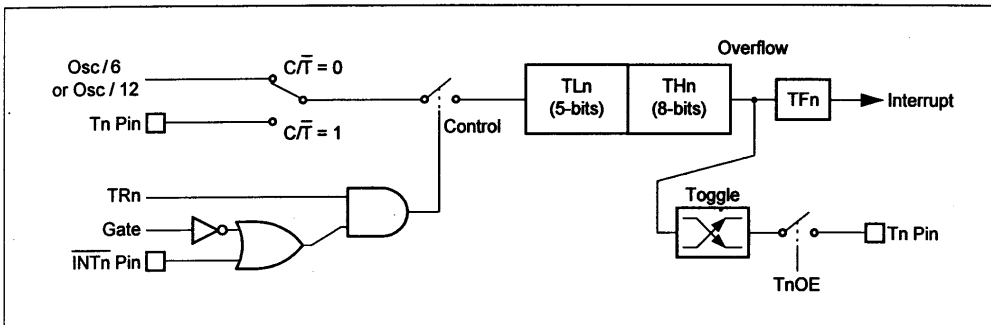 Overflow
Osc/6
or Osc/12
C/T̅ = 0
TLn
(5-bits)
THn
(8-bits)
TFn
Interrupt
Tn Pin
C/T̅ = 1
Control
TRn
Toggle
Gate
Tn Pin
I̅N̅T̅n̅ Pin
TnOE